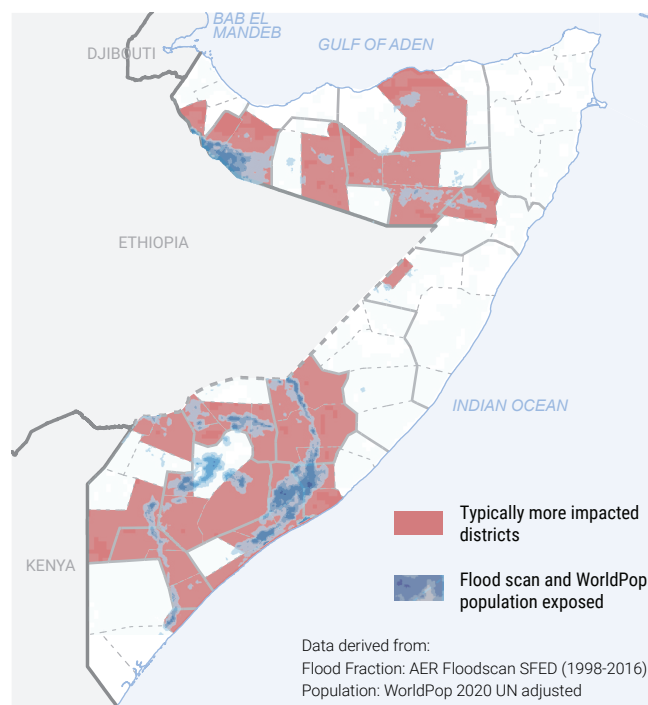 BAB EL
MANDEB
DJIBOUTI
GULF OF ADEN
ETHIOPIA
INDIAN OCEAN
KENYA
Typically more impacted
districts
Flood scan and WorldPop
population exposed
Data derived from:
Flood Fraction: AER Floodscan SFED (1998-2016)
Population: WorldPop 2020 UN adjusted